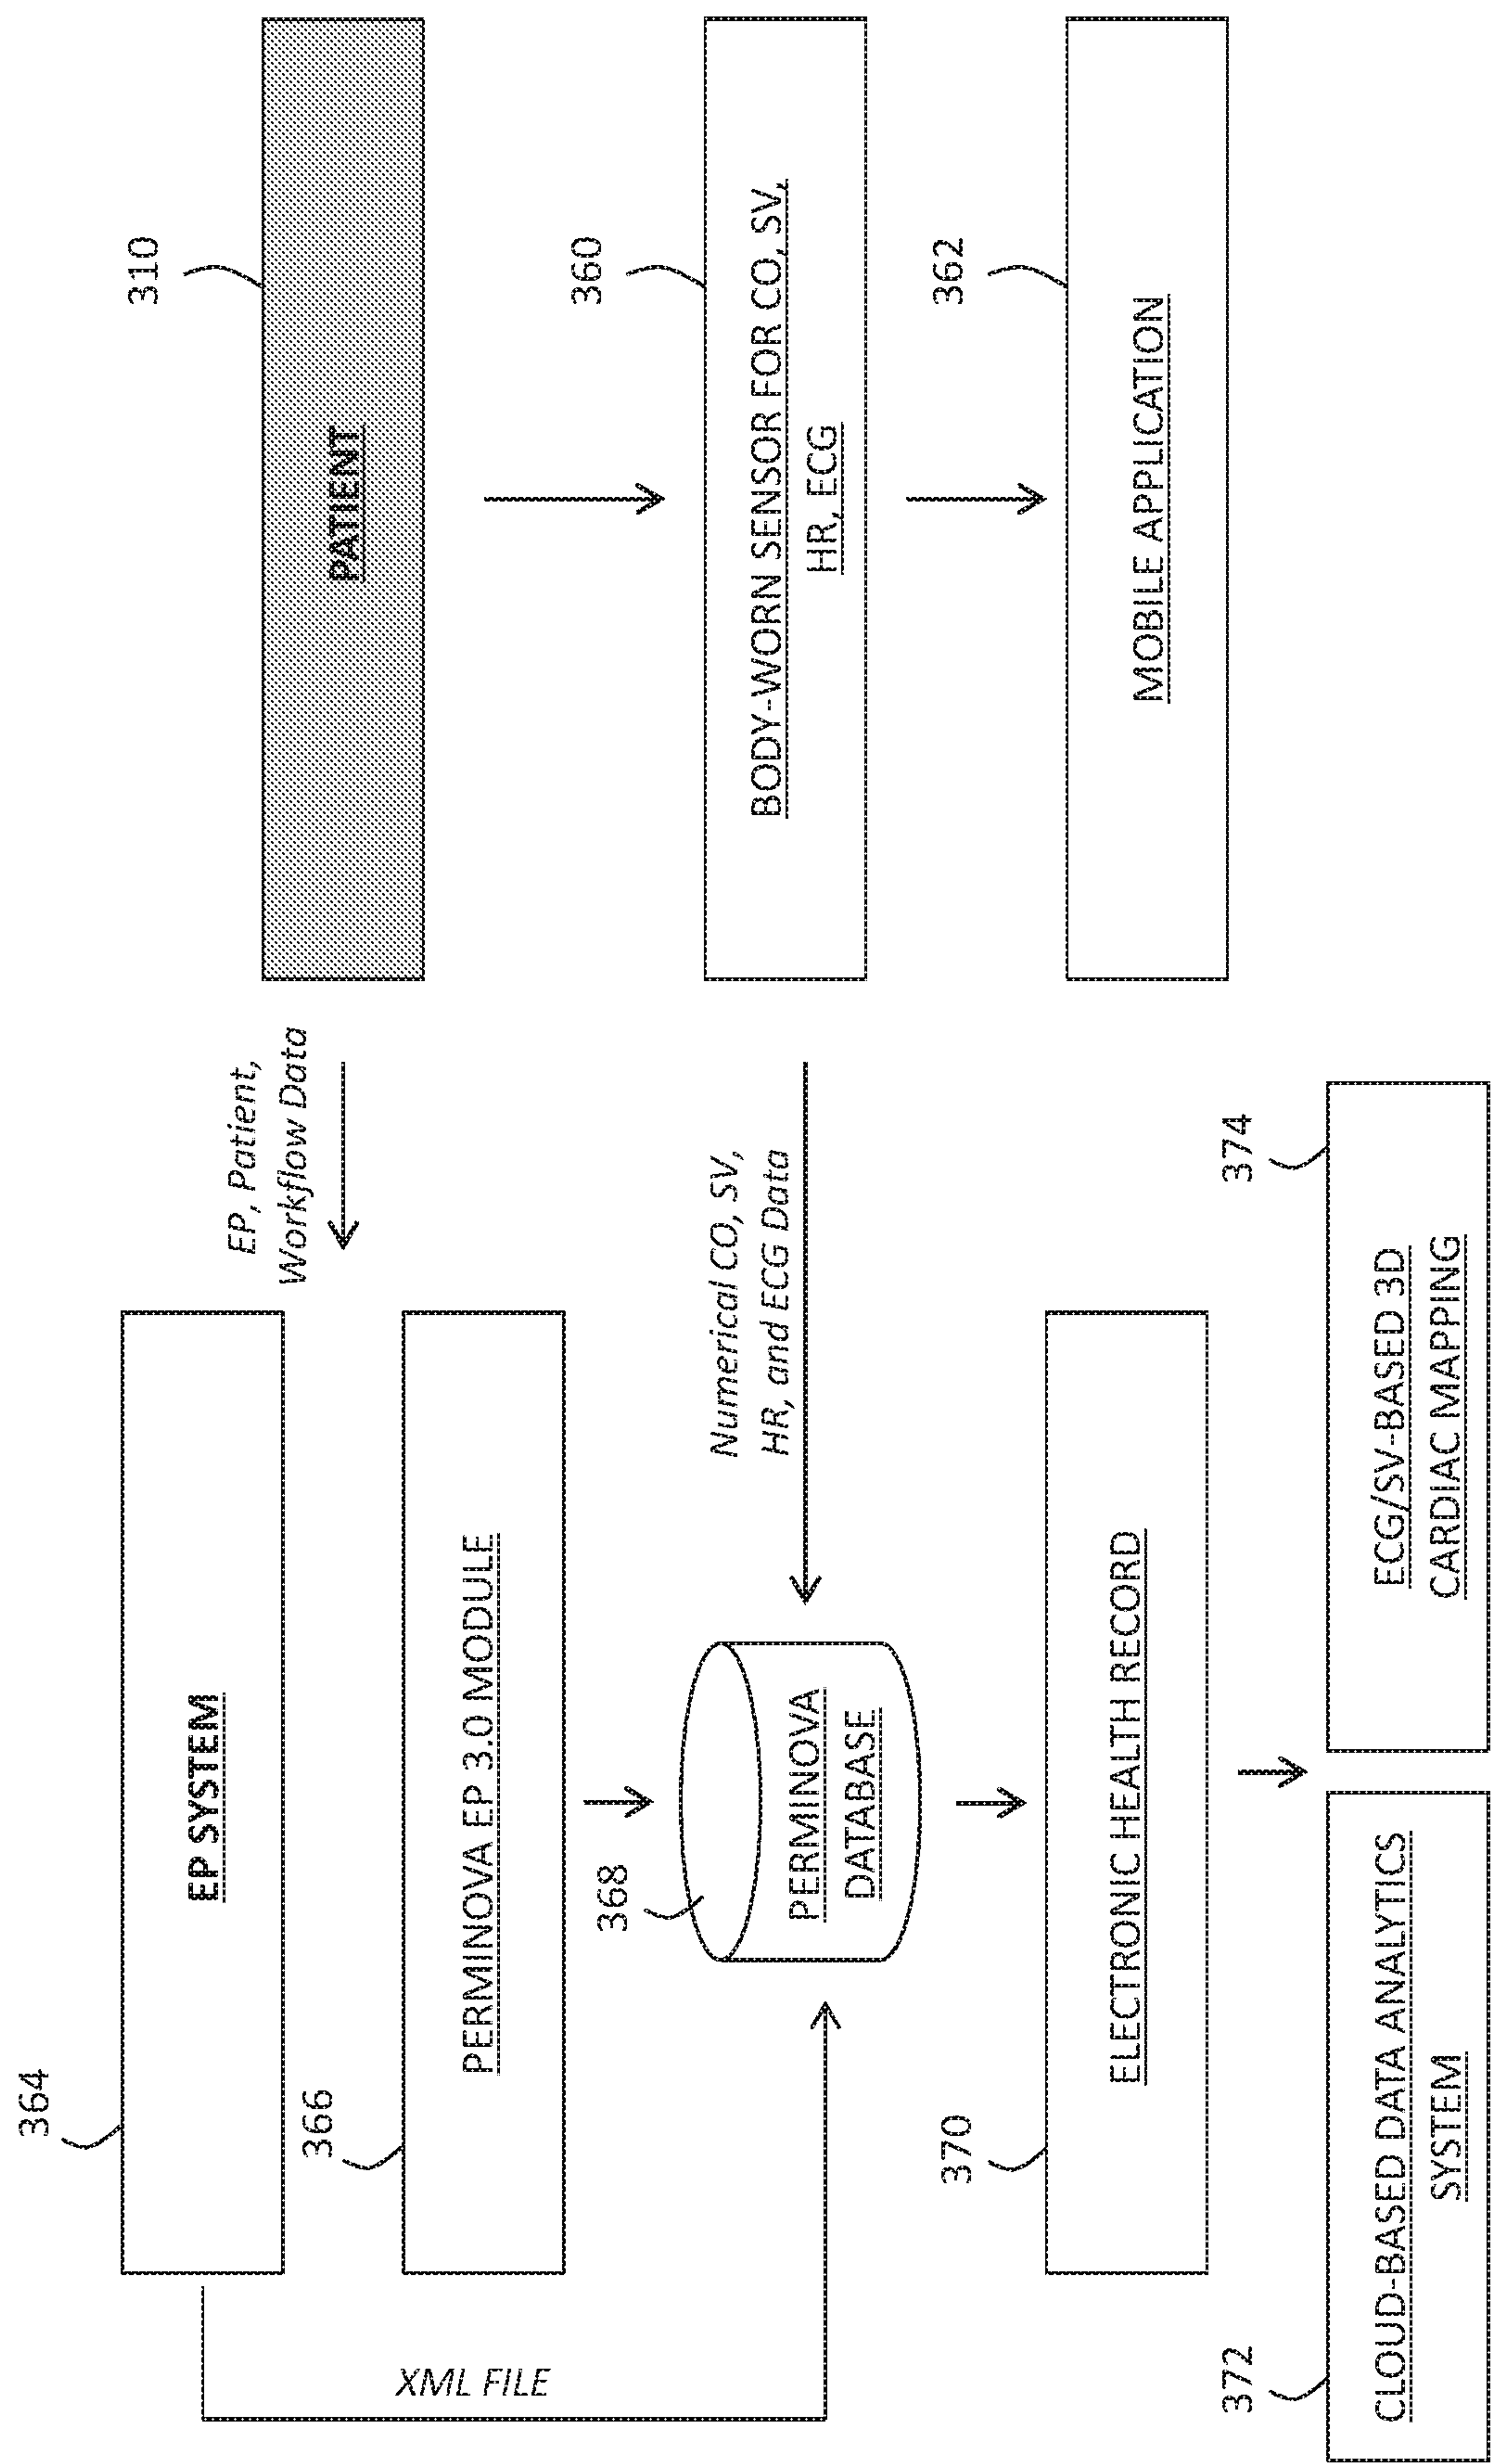 364
EP SYSTEM
EP, Patient,
Workflow Data
310
PATIENT
366
PERMINOVA EP 3.0 MODULE
XML FILE
368
PERMINOVA
DATABASE
Numerical CO, SV,
HR, and ECG Data
360
BODY-WORN SENSOR FOR CO, SV,
HR, ECG
370
ELECTRONIC HEALTH RECORD
362
MOBILE APPLICATION
372
CLOUD-BASED DATA ANALYTICS
SYSTEM
374
ECG/SV-BASED 3D
CARDIAC MAPPING